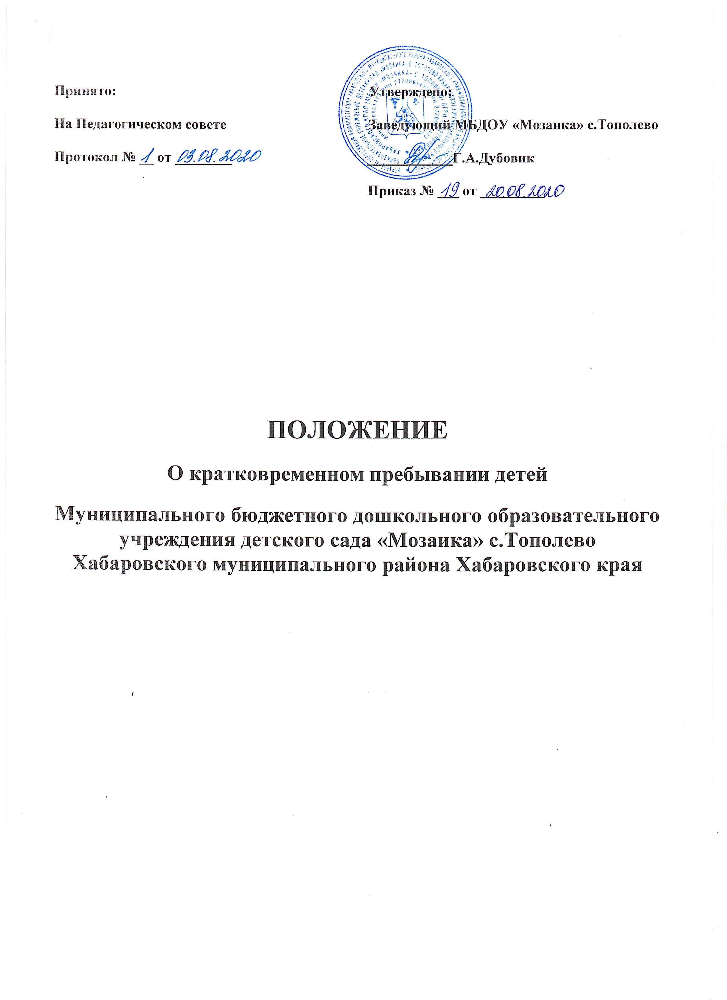 Принято:
На Педагогическом совете
Протокол № 1 от 03.08.2020
Утверждено:
Заведующий МБДОУ «Мозаика» с.Тополево
Г.А.Дубовик
Приказ № 19 от 20.08.2020
ПОЛОЖЕНИЕ
О кратковременном пребывании детей
Муниципального бюджетного дошкольного образовательного
учреждения детского сада «Мозаика» с.Тополево
Хабаровского муниципального района Хабаровского края